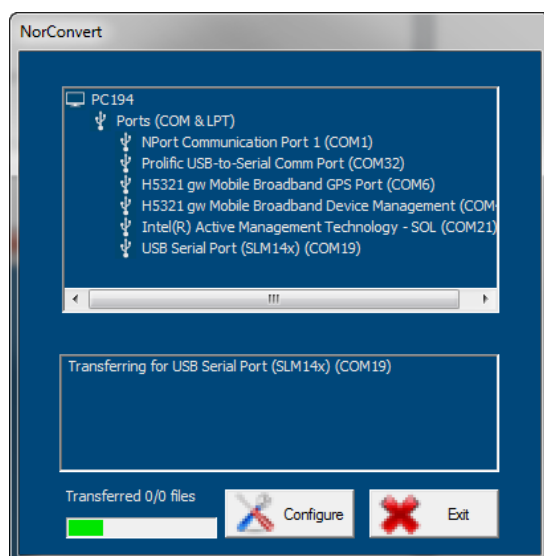 NorConvert
PC194
Ports (COM & LPT)
NPort Communication Port 1 (COM1)
Prolific USB-to-Serial Comm Port (COM32)
H5321 gw Mobile Broadband GPS Port (COM6)
H5321 gw Mobile Broadband Device Management (COM
Intel(R) Active Management Technology - SOL (COM21)
USB Serial Port (SLM14x) (COM19)
Transferring for USB Serial Port (SLM14x) (COM19)
Transferred 0/0 files
Configure
Exit